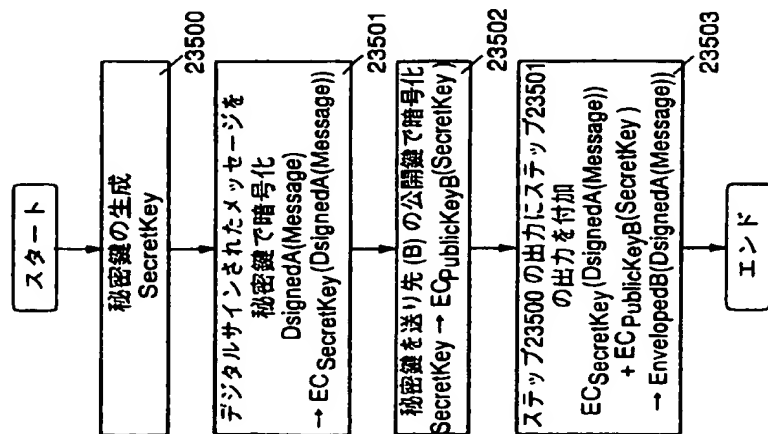 スタート
秘密鍵の生成
SecretKey
23500
デジタルサインされたメッセージを
秘密鍵で暗号化
DsignedA(Message)
→ ECSecretKey(DsignedA(Message))
23501
秘密鍵を送り先(B)の公開鍵で暗号化
SecretKey → ECPublicKeyB(SecretKey)
23502
ステップ23500の出力にステップ23501
の出力を付加
ECSecretKey(DsignedA(Message))
+ ECPublicKeyB(SecretKey)
→ EnvelopedB(DsignedA(Message))
23503
エンド